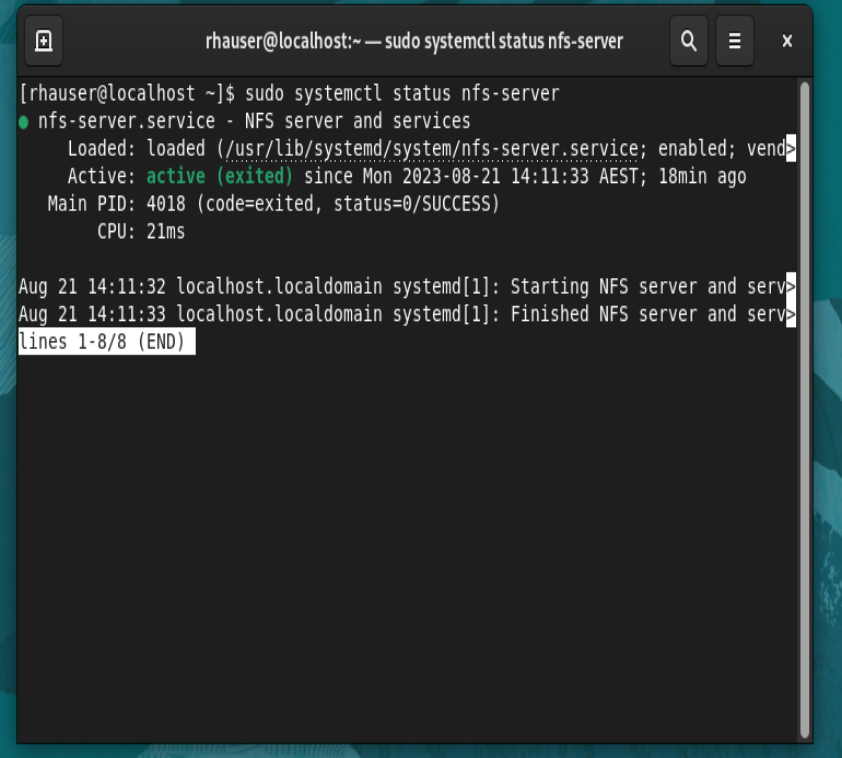 rhauser@localhost:~ — sudo systemctl status nfs-server
[rhauser@localhost ~]$ sudo systemctl status nfs-server
● nfs-server.service - NFS server and services
     Loaded: loaded (/usr/lib/systemd/system/nfs-server.service; enabled; vend>
     Active: active (exited) since Mon 2023-08-21 14:11:33 AEST; 18min ago
   Main PID: 4018 (code=exited, status=0/SUCCESS)
        CPU: 21ms

Aug 21 14:11:32 localhost.localdomain systemd[1]: Starting NFS server and serv>
Aug 21 14:11:33 localhost.localdomain systemd[1]: Finished NFS server and serv>
lines 1-8/8 (END)